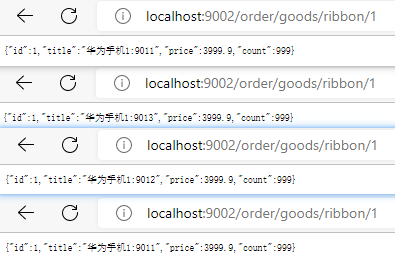 localhost:9002/order/goods/ribbon/1
{"id":1,"title":"华为手机1:9011","price":3999.9,"count":999}
localhost:9002/order/goods/ribbon/1
{"id":1,"title":"华为手机1:9013","price":3999.9,"count":999}
localhost:9002/order/goods/ribbon/1
{"id":1,"title":"华为手机1:9012","price":3999.9,"count":999}
localhost:9002/order/goods/ribbon/1
{"id":1,"title":"华为手机1:9011","price":3999.9,"count":999}